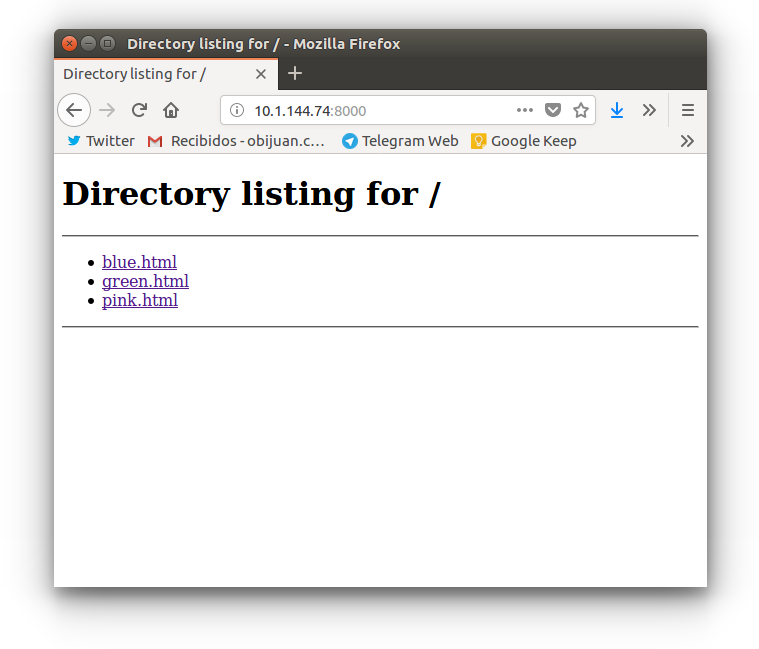 Directory listing for / - Mozilla Firefox
Directory listing for /
10.1.144.74:8000
Twitter Recibidos - obijuan.c... Telegram Web Google Keep
Directory listing for /
blue.html
green.html
pink.html